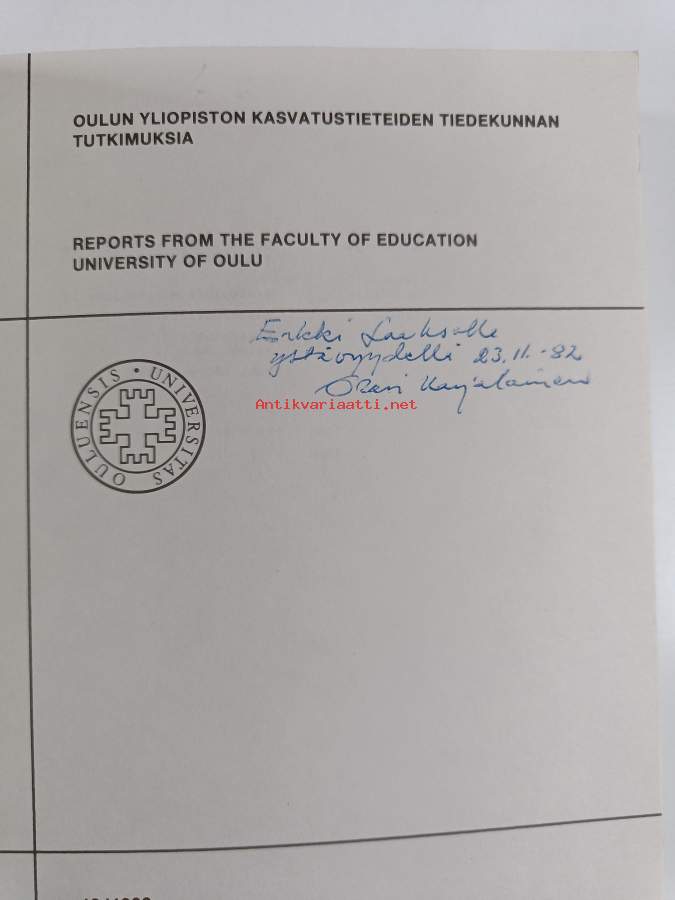 OULUN YLIOPISTON KASVATUSTIETEIDEN TIEDEKUNNAN
TUTKIMUKSIA
REPORTS FROM THE FACULTY OF EDUCATION
UNIVERSITY OF OULU
Erkki
ystävyydellä 23.11.-82
Karjalainen
Antikvariaatti.net
UNIVERSITAS • OULUENSIS